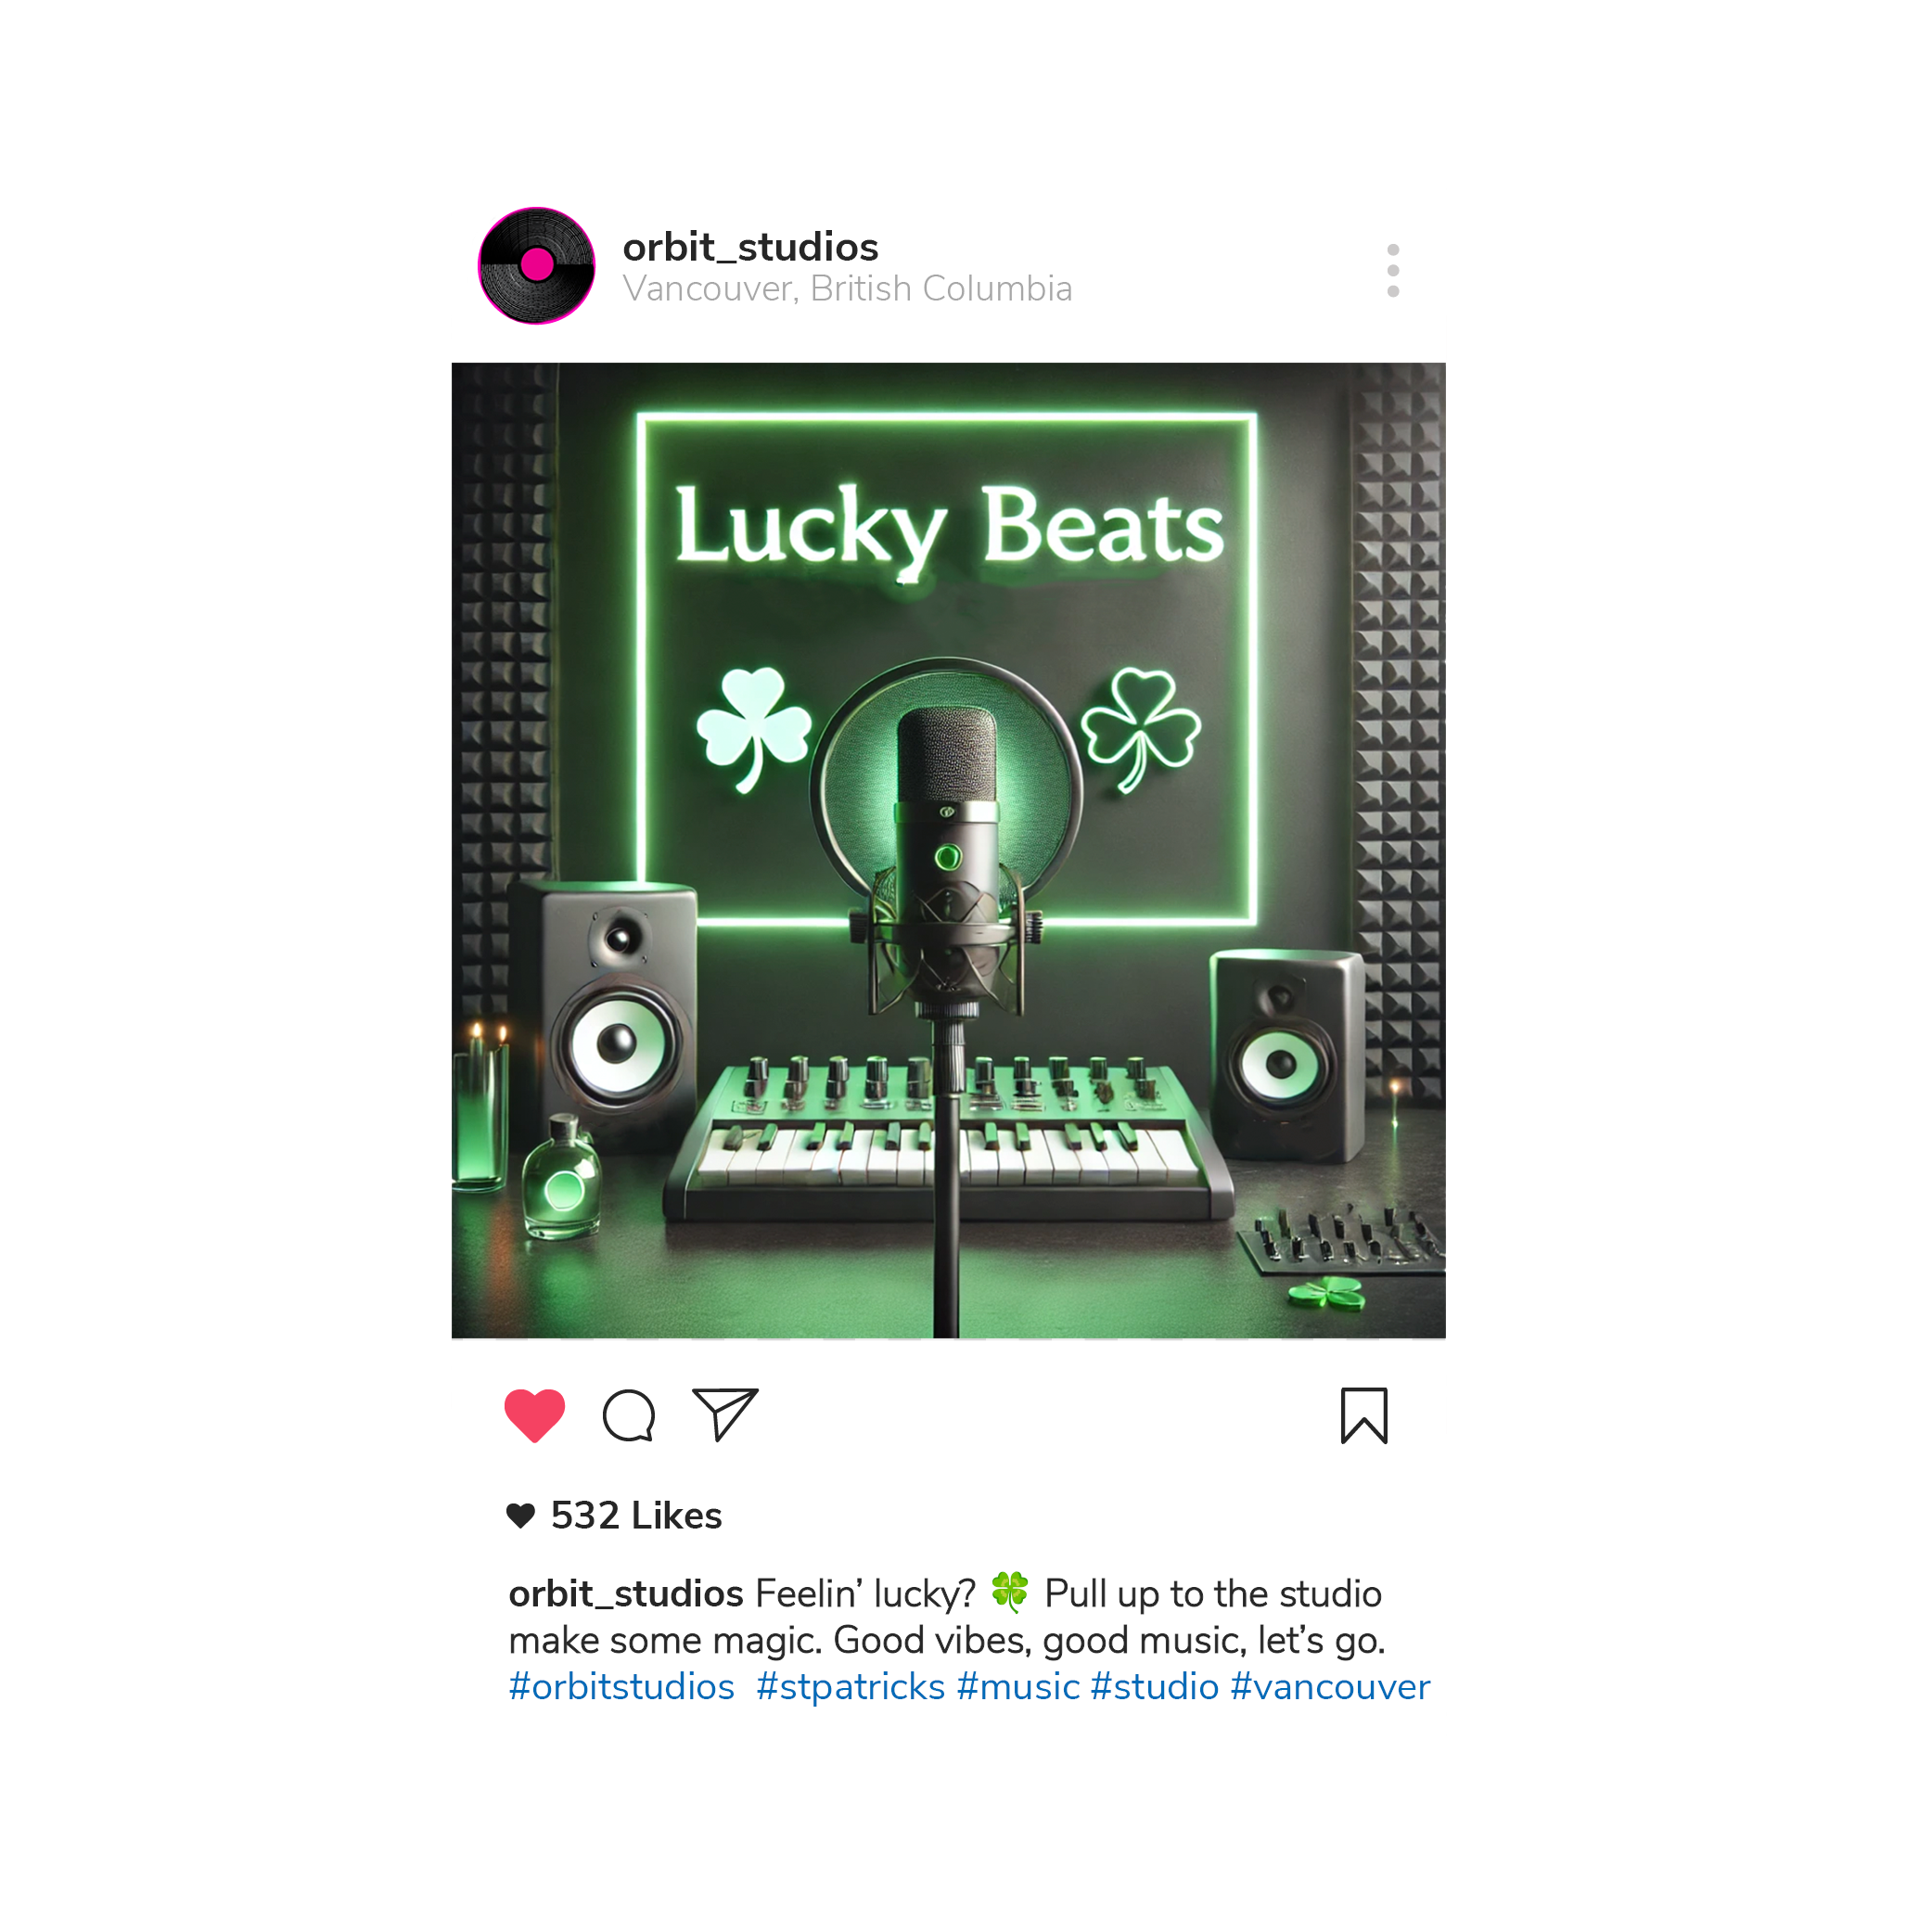 orbit_studios
Vancouver, British Columbia
Lucky Beats
532 Likes
orbit_studios Feelin’ lucky? 🍀 Pull up to the studio
make some magic. Good vibes, good music, let’s go.
#orbitstudios #stpatricks #music #studio #vancouver